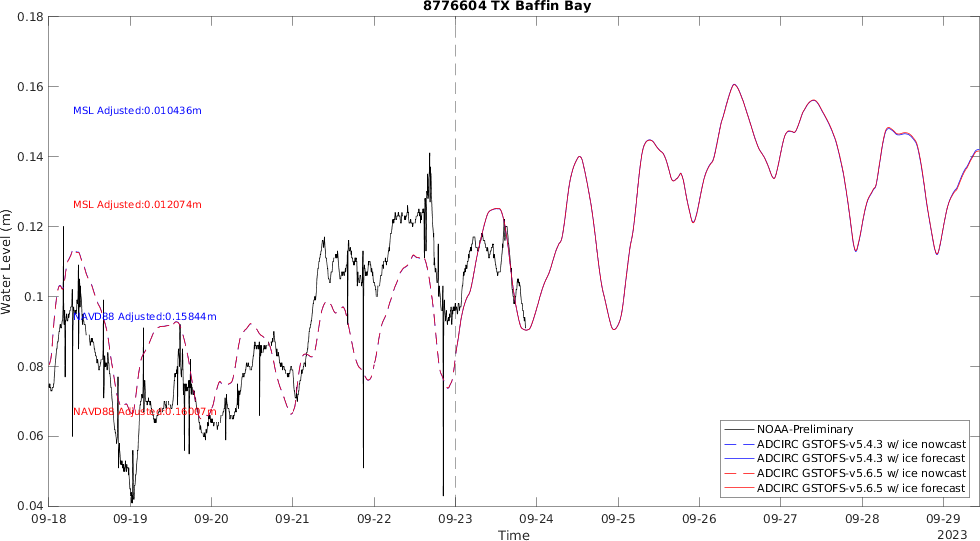 8776604 TX Baffin Bay
0.18
0.16
0.14
0.12
0.1
0.08
0.06
0.04
Water Level (m)
MSL Adjusted:0.010436m
MSL Adjusted:0.012074m
NAVD88 Adjusted:0.15844m
NAVD88 Adjusted:0.16007m
NOAA-Preliminary
ADCIRC GSTOFS-v5.4.3 w/ ice nowcast
ADCIRC GSTOFS-v5.4.3 w/ ice forecast
ADCIRC GSTOFS-v5.6.5 w/ ice nowcast
ADCIRC GSTOFS-v5.6.5 w/ ice forecast
09-18 09-19 09-20 09-21 09-22 09-23 09-24 09-25 09-26 09-27 09-28 09-29
Time
2023